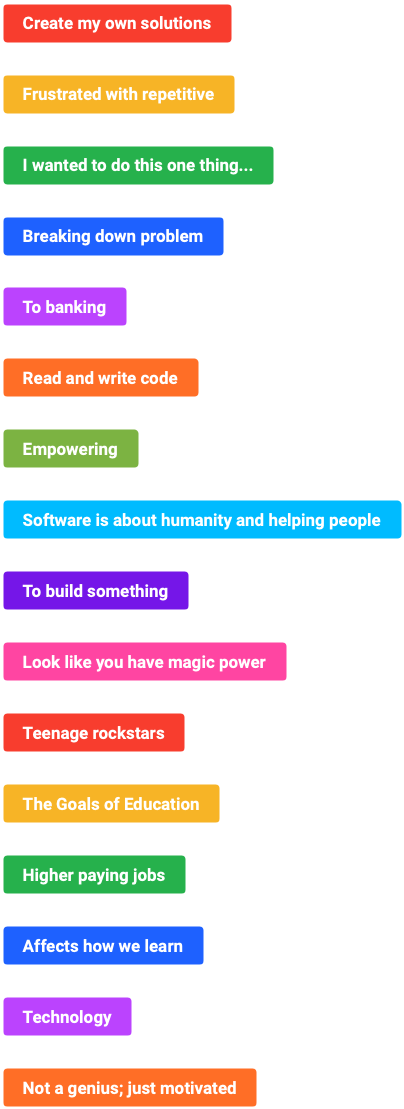 Create my own solutions
Frustrated with repetitive
I wanted to do this one thing...
Breaking down problem
To banking
Read and write code
Empowering
Software is about humanity and helping people
To build something
Look like you have magic power
Teenage rockstars
The Goals of Education
Higher paying jobs
Affects how we learn
Technology
Not a genius; just motivated